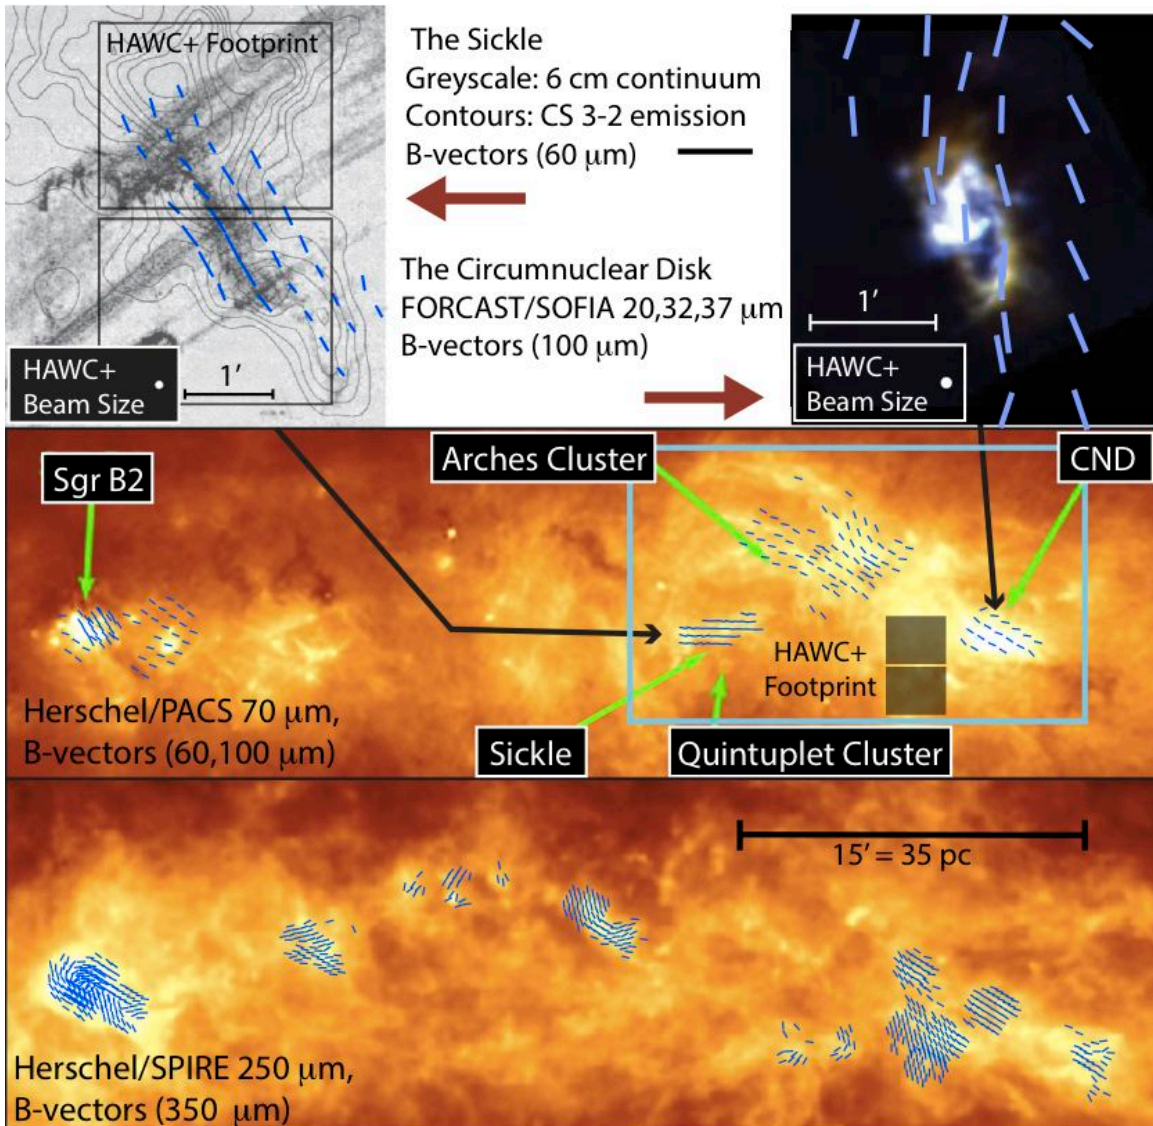 HAWC+ Footprint
The Sickle
Greyscale: 6 cm continuum
Contours: CS 3-2 emission
B-vectors (60 μm)
The Circumnuclear Disk
FORCAST/SOFIA 20,32,37 μm
B-vectors (100 μm)
HAWC+
Beam Size
1′
1′
HAWC+
Beam Size
Sgr B2
Arches Cluster
CND
HAWC+
Footprint
Herschel/PACS 70 μm,
B-vectors (60,100 μm)
Sickle
Quintuplet Cluster
15′ = 35 pc
Herschel/SPIRE 250 μm,
B-vectors (350 μm)